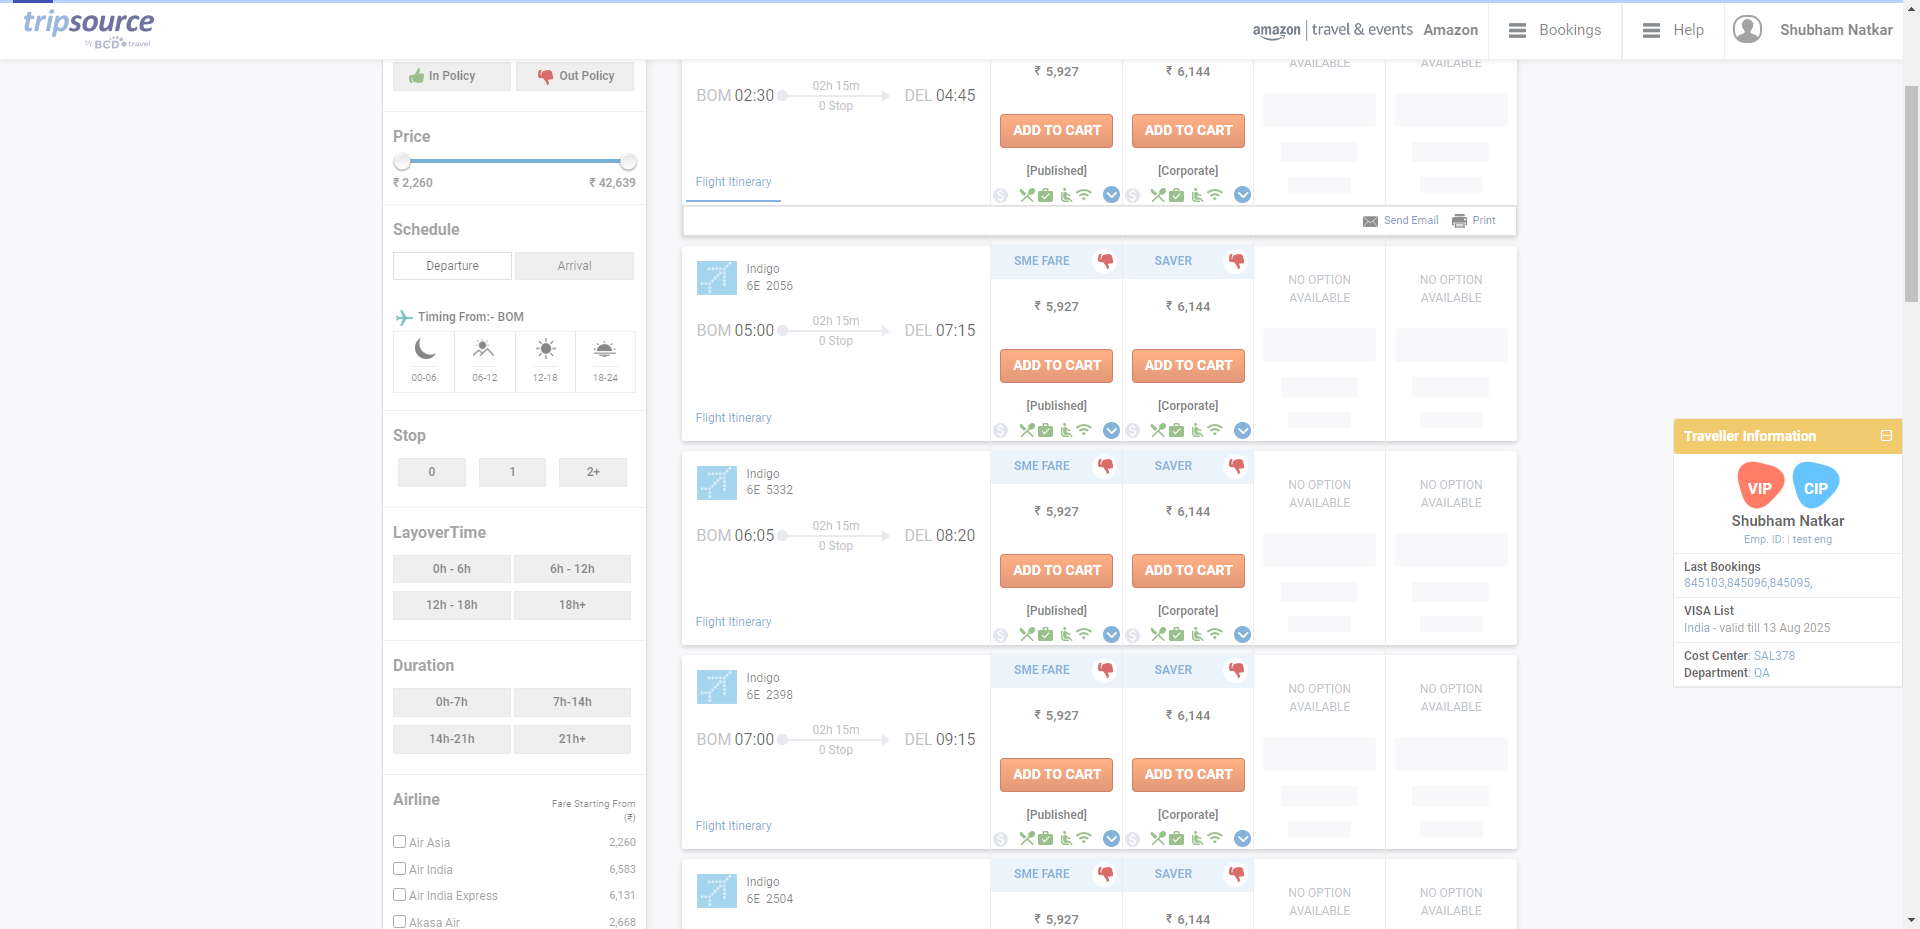 tripsource
by BCD travel
amazon | travel & events Amazon
Bookings
Help
Shubham Natkar
In Policy
Out Policy
Price
₹ 2,260 ₹ 42,639
Schedule
Departure Arrival
Timing From:- BOM
00-06 06-12 12-18 18-24
Stop
0 1 2+
LayoverTime
0h - 6h 6h - 12h
12h - 18h 18h+
Duration
0h-7h 7h-14h
14h-21h 21h+
Airline
Fare Starting From
(₹)
Air Asia 2,260
Air India 6,583
Air India Express 6,131
Akasa Air 2,668
₹ 5,927 ₹ 6,144
AVAILABLE AVAILABLE
BOM 02:30 02h 15m DEL 04:45
0 Stop
ADD TO CART ADD TO CART
[Published] [Corporate]
Flight Itinerary
Send Email Print
Indigo
6E 2056
SME FARE SAVER
NO OPTION NO OPTION
AVAILABLE AVAILABLE
₹ 5,927 ₹ 6,144
BOM 05:00 02h 15m DEL 07:15
0 Stop
ADD TO CART ADD TO CART
[Published] [Corporate]
Flight Itinerary
Indigo
6E 5332
SME FARE SAVER
NO OPTION NO OPTION
AVAILABLE AVAILABLE
₹ 5,927 ₹ 6,144
BOM 06:05 02h 15m DEL 08:20
0 Stop
ADD TO CART ADD TO CART
[Published] [Corporate]
Flight Itinerary
Indigo
6E 2398
SME FARE SAVER
NO OPTION NO OPTION
AVAILABLE AVAILABLE
₹ 5,927 ₹ 6,144
BOM 07:00 02h 15m DEL 09:15
0 Stop
ADD TO CART ADD TO CART
[Published] [Corporate]
Flight Itinerary
Indigo
6E 2504
SME FARE SAVER
NO OPTION NO OPTION
AVAILABLE AVAILABLE
₹ 5,927 ₹ 6,144
Traveller Information
VIP CIP
Shubham Natkar
Emp. ID: | test eng
Last Bookings
845103,845096,845095,
VISA List
India - valid till 13 Aug 2025
Cost Center: SAL378
Department: QA